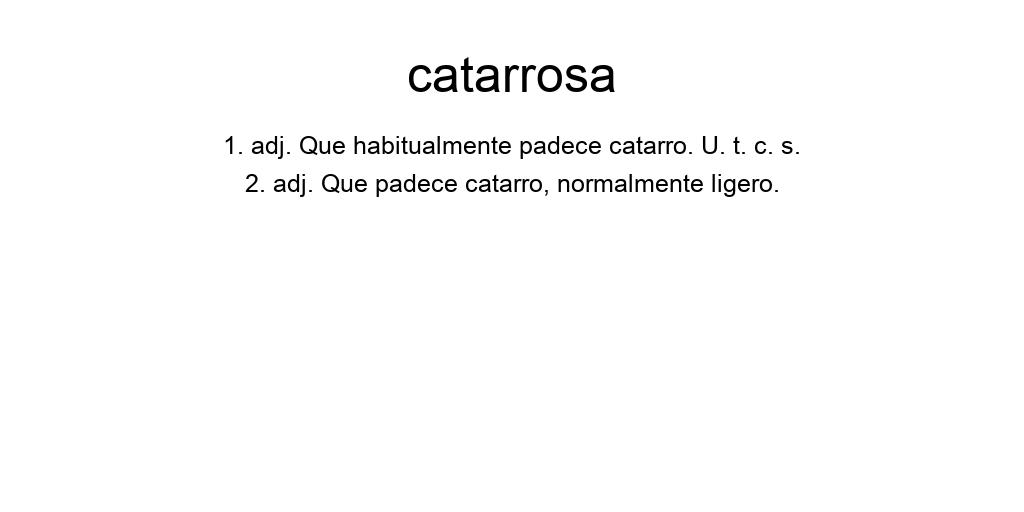 catarrosa
1. adj. Que habitualmente padece catarro. U. t. c. s.
2. adj. Que padece catarro, normalmente ligero.